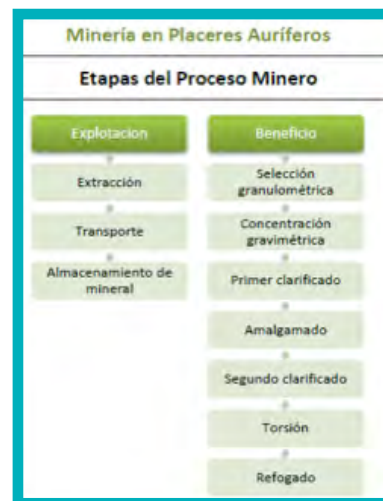 Minería en Placeres Auríferos
Etapas del Proceso Minero
Explotacion
Extracción
Transporte
Almacenamiento de
mineral
Beneficio
Selección
granulométrica
Concentración
gravimétrica
Primer clarificado
Amalgamado
Segundo clarificado
Torsión
Refogado